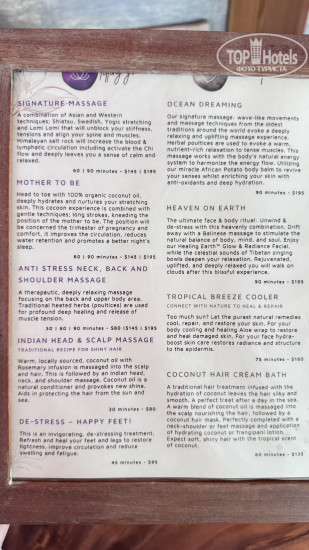 TOPHotels
ФОТО ТУРИСТА
SIGNATURE MASSAGE
A combination of Asian and Western
techniques: Shiatsu, Swedish, Yogic stretching
and Lomi Lomi that will unblock your stiffness,
tensions and align your spine and muscles.
Himalayan salt rock will increase the blood &
lymphatic circulation including activate the Chi
flow and deeply leaves you a sense of calm and
relaxed.
60 | 90 minutes - $145 | $195
MOTHER TO BE
Head to toe with 100% organic coconut oil,
deeply hydrates and nurtures your stretching
skin. This cocoon experience is combined with
gentle techniques; long strokes, kneading the
position of the mother to be. The position will
be concerned the trimester of pregnancy and
comfort, it improves the circulation, reduces
water retention and promotes a better night's
sleep.
60 | 90 minutes - $145 | $195
ANTI STRESS NECK, BACK AND
SHOULDER MASSAGE
A therapeutic, deeply relaxing massage
focusing on the back and upper body area.
Traditional heated herbs (poultices) are used
for profound deep healing and release of
muscle tension.
30 | 60 | 90 minutes - $80 | $145 | $195
INDIAN HEAD & SCALP MASSAGE
TRADITIONAL RECIPE FOR SHINY HAIR
Warm, locally sourced, coconut oil with
Rosemary infusion is massaged into the scalp
and hair. This is followed by an indian head,
neck, and shoulder massage. Coconut oil is a
natural conditioner and provokes new shine.
Aids in protecting the hair from the sun and
sea.
30 minutes - $80
DE-STRESS – HAPPY FEET!
This is an invigorating, de-stressing treatment.
Refresh and heal your feet and legs to restore
lightness, improve circulation and reduce
swelling and fatigue.
45 minutes - $95
OCEAN DREAMING
Our signature massage: wave-like movements
and massage techniques from the oldest
traditions around the world evoke a deeply
relaxing and uplifting massage experience.
Herbal poultices are used to evoke a warm,
nutrient-rich relaxation to tense muscles. This
massage works with the body's natural energy
system to harmonize the energy flow. Utilizing
our miracle African Potato body balm to revive
your senses whilst enriching your skin with
anti-oxidants and deep hydration.
90 minutes - $195
HEAVEN ON EARTH
The ultimate face & body ritual: Unwind &
de-stress with this heavenly combination. Drift
away with a Balinese massage to stimulate the
natural balance of body, mind, and soul. Enjoy
our Healing Earth™ Glow & Radiance Facial,
while the celestial sounds of Tibetan singing
bowls deepen your relaxation. Rejuvenated,
uplifted, and deeply relaxed you will walk on
clouds after this blissful experience.
90 minutes - $195
TROPICAL BREEZE COOLER
CONNECT WITH NATURE TO HEAL & REPAIR
Too much sun? Let the purest natural remedies
cool, repair, and restore your skin. For your
body cooling and healing Aloe wrap to restore
and heal damaged skin. For your face hydra-
boost skin care restores radiance and structure
to the epidermis.
75 minutes - $160
COCONUT HAIR CREAM BATH
A traditional hair treatment infused with the
hydration of coconut leaves the hair silky and
smooth. A perfect treat after a day in the sea.
A warm blend of coconut oil is massaged into
the scalp nourishing the hair, followed by a
coconut hair mask. Perfectly completed with a
neck-shoulder or feet massage and application
of hydrating coconut or frangipani lotion.
Expect soft, shiny hair with the tropical scent
of coconut.
60 minutes - $130